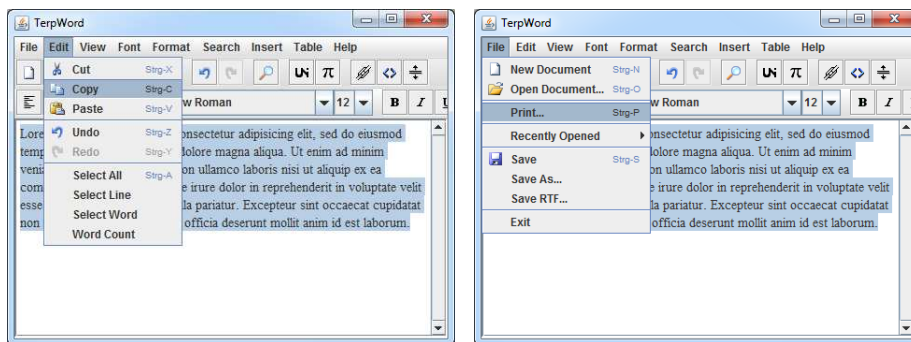 TerpWord
File Edit View Font Format Search Insert Table Help
Cut Strg-X
Copy Strg-C
Paste Strg-V
Undo Strg-Z
Redo Strg-Y
Select All Strg-A
Select Line
Select Word
Word Count
w Roman 12 B I U
Lore onsectetur adipisicing elit, sed do eiusmod
temp dolore magna aliqua. Ut enim ad minim
venia on ullamco laboris nisi ut aliquip ex ea
com e irure dolor in reprehenderit in voluptate velit
esse la pariatur. Excepteur sint occaecat cupidatat
non officia deserunt mollit anim id est laborum.
TerpWord
File Edit View Font Format Search Insert Table Help
New Document Strg-N
Open Document... Strg-O
Print... Strg-P
Recently Opened
Save Strg-S
Save As...
Save RTF...
Exit
w Roman 12 B I
onsectetur adipisicing elit, sed do eiusmod
dolore magna aliqua. Ut enim ad minim
on ullamco laboris nisi ut aliquip ex ea
e irure dolor in reprehenderit in voluptate velit
la pariatur. Excepteur sint occaecat cupidatat
officia deserunt mollit anim id est laborum.